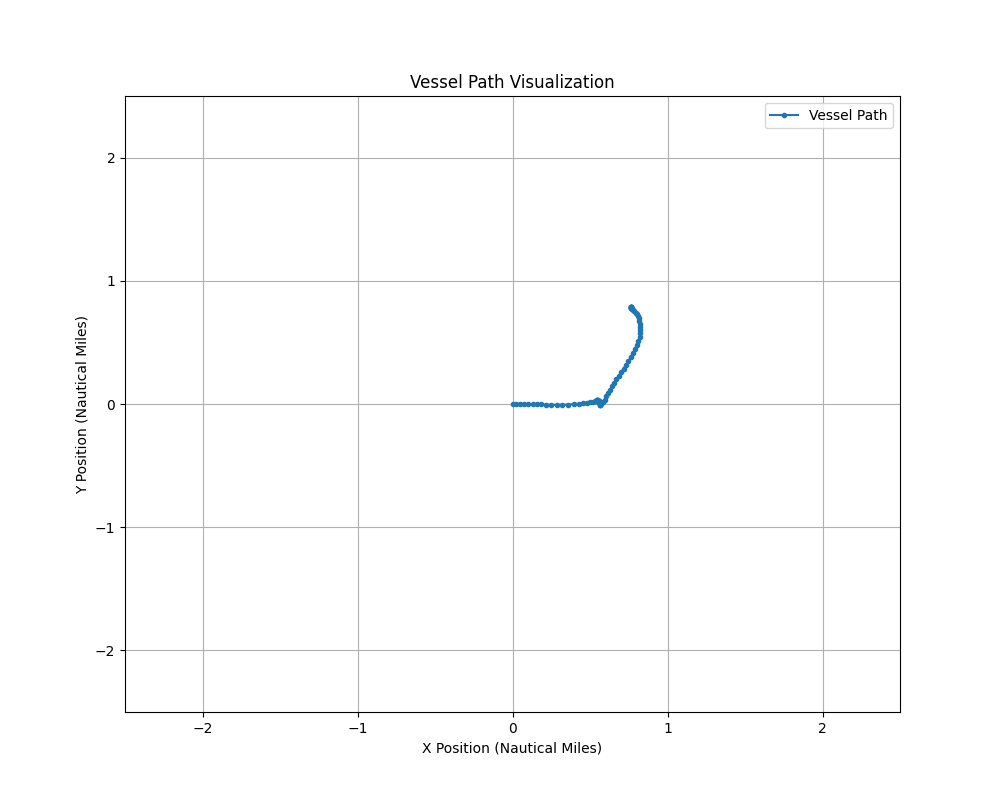 Vessel Path Visualization
Vessel Path
2
1
0
−1
−2
Y Position (Nautical Miles)
−2
−1
0
1
2
X Position (Nautical Miles)